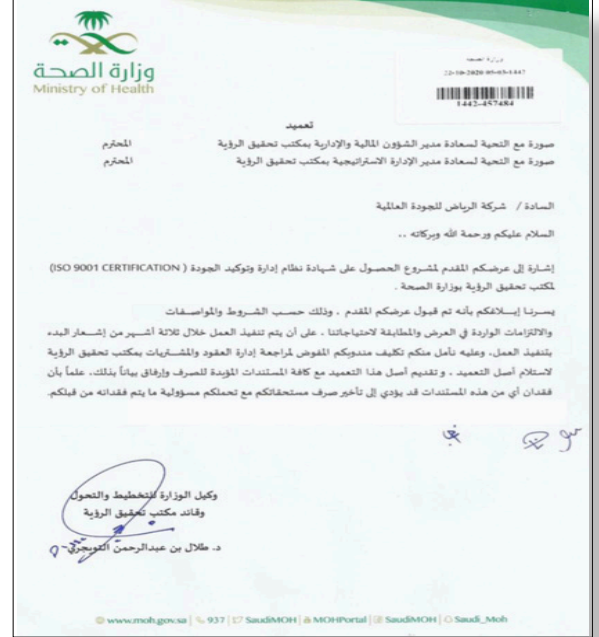 وزارة الصحة
Ministry of Health
وزارة الصحة
1442-457484
تعميد
صورة مع التحية لسعادة مدير الشؤون المالية والإدارية بمكتب تحقيق الرؤية المحترم
صورة مع التحية لسعادة مدير الإدارة الاستراتيجية بمكتب تحقيق الرؤية المحترم
السادة / شركة الرياض للجودة العالمية
السلام عليكم ورحمة الله وبركاته ..
إشارة إلى عرضكم المقدم لمشروع الحصول على شهادة نظام إدارة وتوكيد الجودة ( ISO 9001 CERTIFICATION)
لمكتب تحقيق الرؤية بوزارة الصحة .
يسرنا إبلاغكم بأنه تم قبول عرضكم المقدم ، وذلك حسب الشروط والمواصفات
والالتزامات الواردة في العرض والمطابقة لاحتياجاتنا ، على أن يتم تنفيذ العمل خلال ثلاثة أشهر من إشعار البدء
بتنفيذ العمل، وعليه نأمل منكم تكليف مندوبكم المفوض لمراجعة إدارة العقود والمشتريات بمكتب تحقيق الرؤية
لاستلام أصل التعميد ، و تقديم أصل هذا التعميد مع كافة المستندات المؤيدة للصرف وإرفاق بياناً بذلك، علماً بأن
فقدان أي من هذه المستندات قد يؤدي إلى تأخير صرف مستحقاتكم مع تحملكم مسؤولية ما يتم فقدانه من قبلكم.
وكيل الوزارة للتخطيط والتحول
وقائد مكتب تحقيق الرؤية
د. طلال بن عبدالرحمن التويجري
www.moh.gov.sa | 937 | SaudiMOH | MOHPortal | SaudiMOH | Saudi_Moh